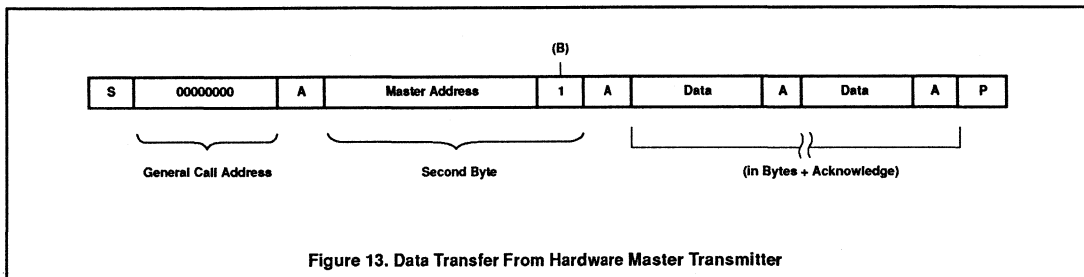 (B)
S 00000000 A Master Address 1 A Data A Data A P
General Call Address Second Byte (in Bytes + Acknowledge)
Figure 13. Data Transfer From Hardware Master Transmitter